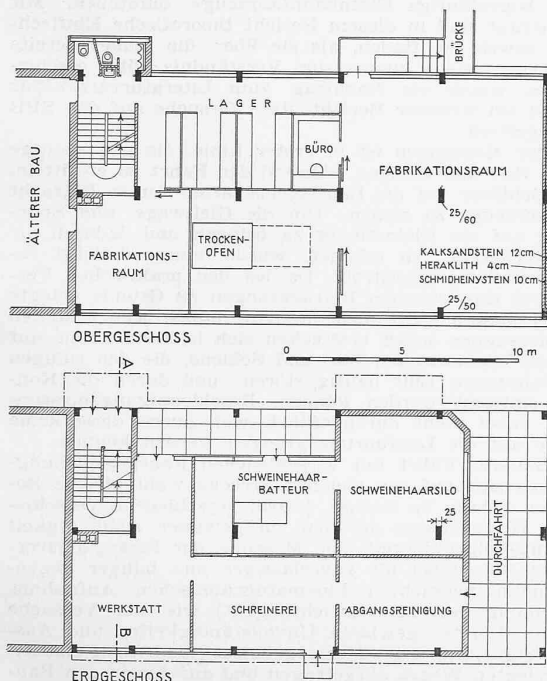 BRÜCKE
LAGER
BÜRO
ÄLTERER BAU
FABRIKATIONSRAUM
25/60
FABRIKATIONS-
RAUM
TROCKEN-
OFEN
KALKSANDSTEIN 12cm
HERAKLITH 4cm
SCHMIDHEINYSTEIN 10cm
25/50
OBERGESCHOSS
0 5 10 m
A
SCHWEINEHAAR-
BATTEUR
SCHWEINEHAARSILO
25
DURCHFAHRT
WERKSTATT
SCHREINEREI
ABGANGSREINIGUNG
ERDGESCHOSS